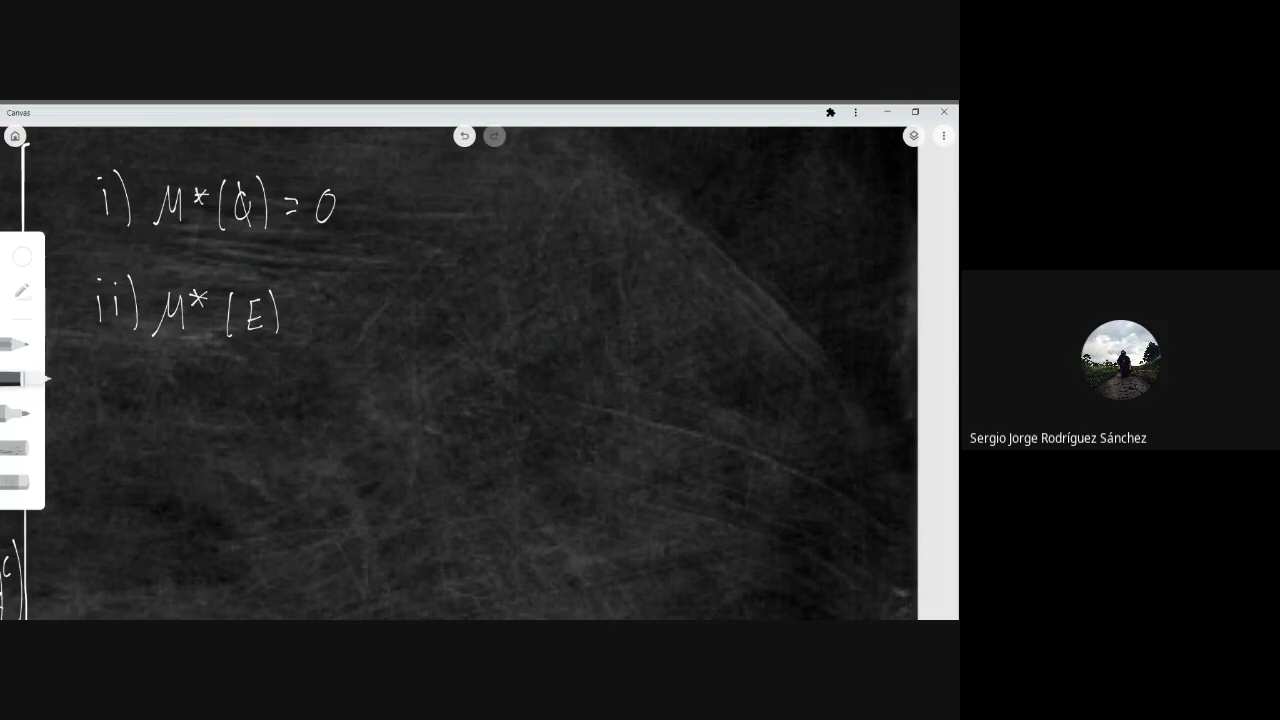 Canvas
i) μ*(ϕ) = 0
ii) μ* (E)
c)
Sergio Jorge Rodríguez Sánchez